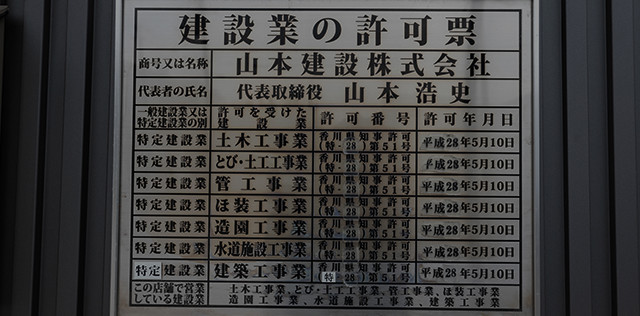 建設業の許可票
商号又は名称 山本建設株式会社
代表者の氏名 代表取締役 山本浩史
一般建設業又は特定建設業の別 許可を受けた建設業 許可番号 許可年月日
特定建設業 土木工事業 香川県知事許可(特-28)第51号 平成28年5月10日
特定建設業 とび・土工工事業 香川県知事許可(特-28)第51号 平成28年5月10日
特定建設業 管工事業 香川県知事許可(特-28)第51号 平成28年5月10日
特定建設業 ほ装工事業 香川県知事許可(特-28)第51号 平成28年5月10日
特定建設業 造園工事業 香川県知事許可(特-28)第51号 平成28年5月10日
特定建設業 水道施設工事業 香川県知事許可(特-28)第51号 平成28年5月10日
特定建設業 建築工事業 香川県知事許可(特-28)第51号 平成28年5月10日
この店舗で営業している建設業 土木工事業、とび・土工工事業、管工事業、ほ装工事業
造園工事業、水道施設工事業、建築工事業